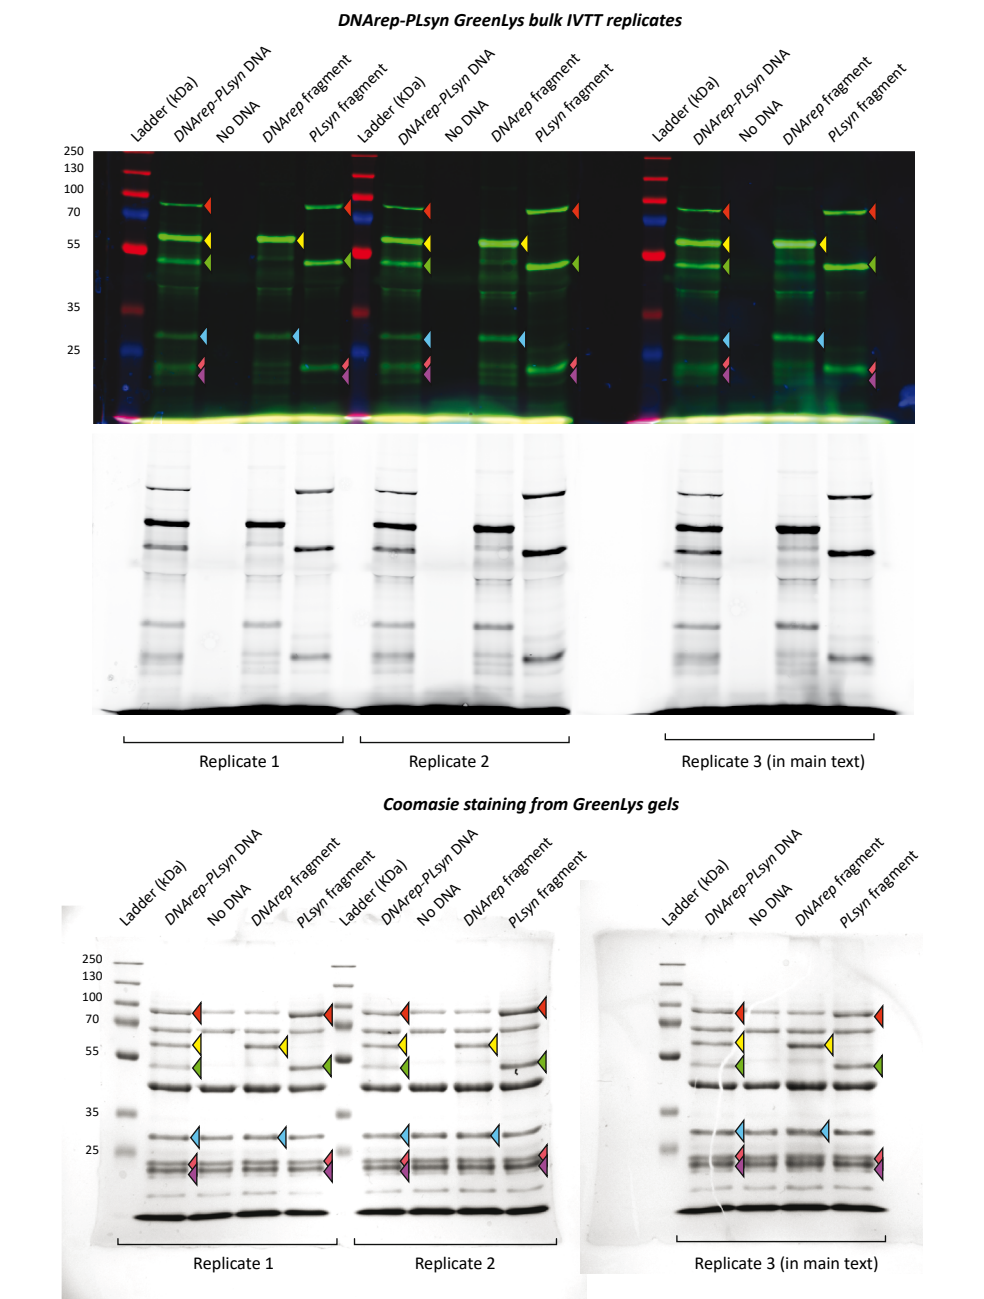 DNArep-PLsyn GreenLys bulk IVTT replicates
Ladder (kDa)
DNArep-PLsyn DNA
No DNA
DNArep fragment
PLsyn fragment
Ladder (KDa)
DNArep-PLsyn DNA
No DNA
DNArep fragment
PLsyn fragment
Ladder (kDa)
DNArep-PLsyn DNA
No DNA
DNArep fragment
PLsyn fragment
250
130
100
70
55
35
25
Replicate 1
Replicate 2
Replicate 3 (in main text)
Coomasie staining from GreenLys gels
Ladder (kDa)
DNArep-PLsyn DNA
No DNA
DNArep fragment
PLsyn fragment
Ladder (KDa)
DNArep-PLsyn DNA
No DNA
DNArep fragment
PLsyn fragment
Ladder (kDa)
DNArep-PLsyn DNA
No DNA
DNArep fragment
PLsyn fragment
250
130
100
70
55
35
25
Replicate 1
Replicate 2
Replicate 3 (in main text)